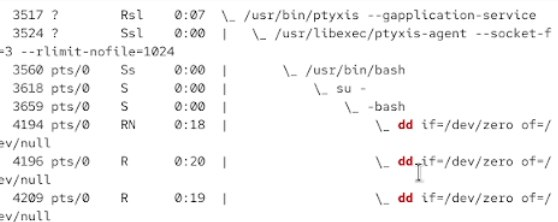 3517 ?        Rsl    0:07  \_ /usr/bin/ptyxis --gapplication-service
3524 ?        Ssl    0:00  |   \_ /usr/libexec/ptyxis-agent --socket-f
=3 --rlimit-nofile=1024
3560 pts/0    Ss     0:00  |       \_ /usr/bin/bash
3618 pts/0    S      0:00  |           \_ su -
3659 pts/0    S      0:00  |               \_ -bash
4194 pts/0    RN     0:18  |                   \_ dd if=/dev/zero of=/
ev/null
4196 pts/0    R      0:20  |                   \_ dd if=/dev/zero of=/
ev/null
4209 pts/0    R      0:19  |                   \_ dd if=/dev/zero of=/
ev/null